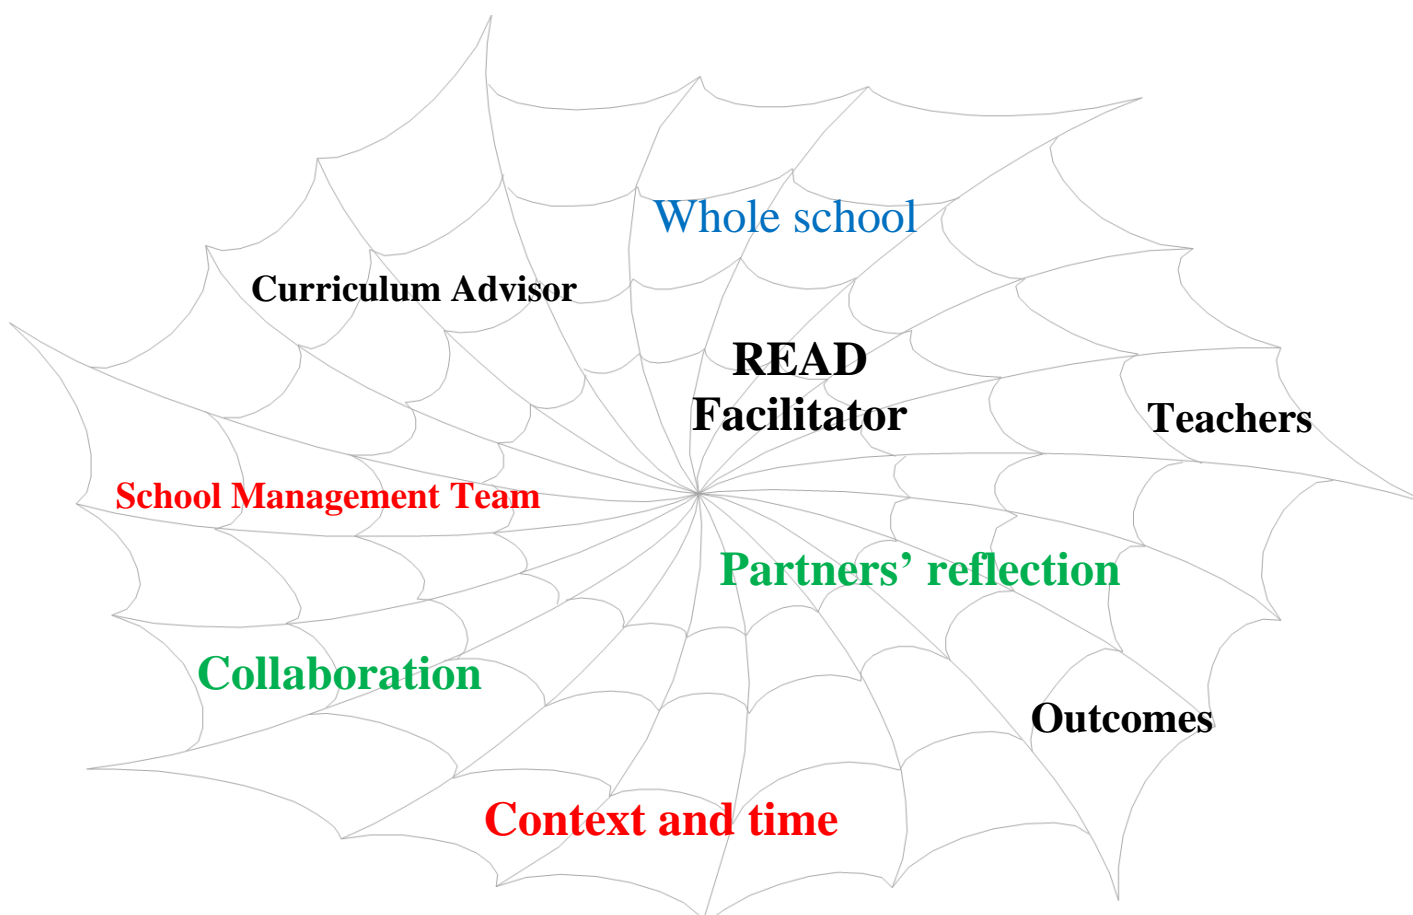 Whole school
Curriculum Advisor
READ
Facilitator
Teachers
School Management Team
Partners’ reflection
Collaboration
Outcomes
Context and time